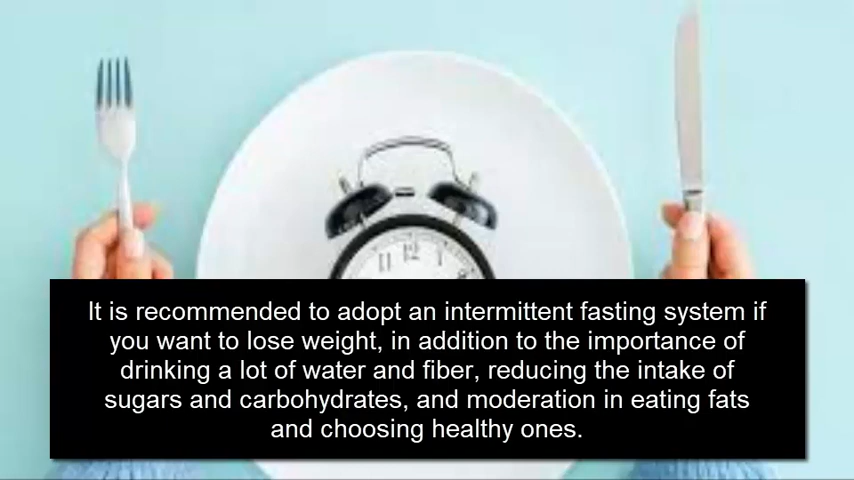 11 12 1
It is recommended to adopt an intermittent fasting system if
you want to lose weight, in addition to the importance of
drinking a lot of water and fiber, reducing the intake of
sugars and carbohydrates, and moderation in eating fats
and choosing healthy ones.